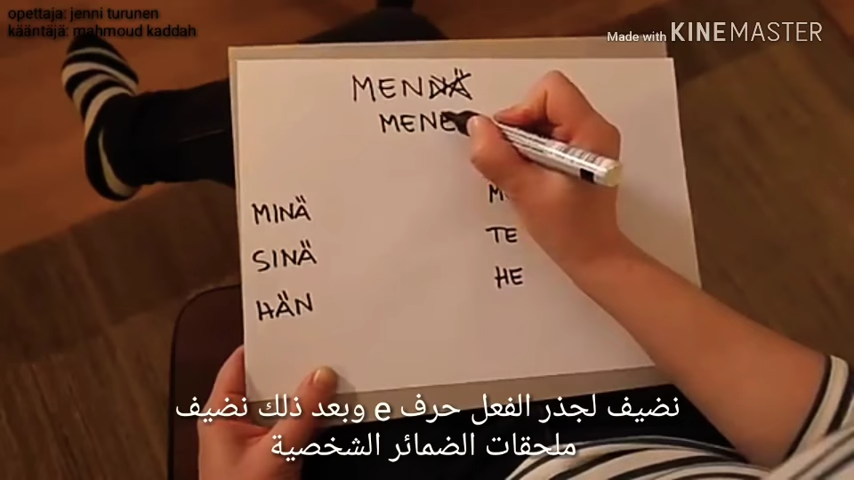 opettaja: jenni turunen
kääntäjä: mahmoud kaddah
Made with KINEMASTER
MENNÄ
MENE
MINÄ
SINÄ
TE
HÄN
HE
نضيف لجذر الفعل حرف e وبعد ذلك نضيف
ملحقات الضمائر الشخصية